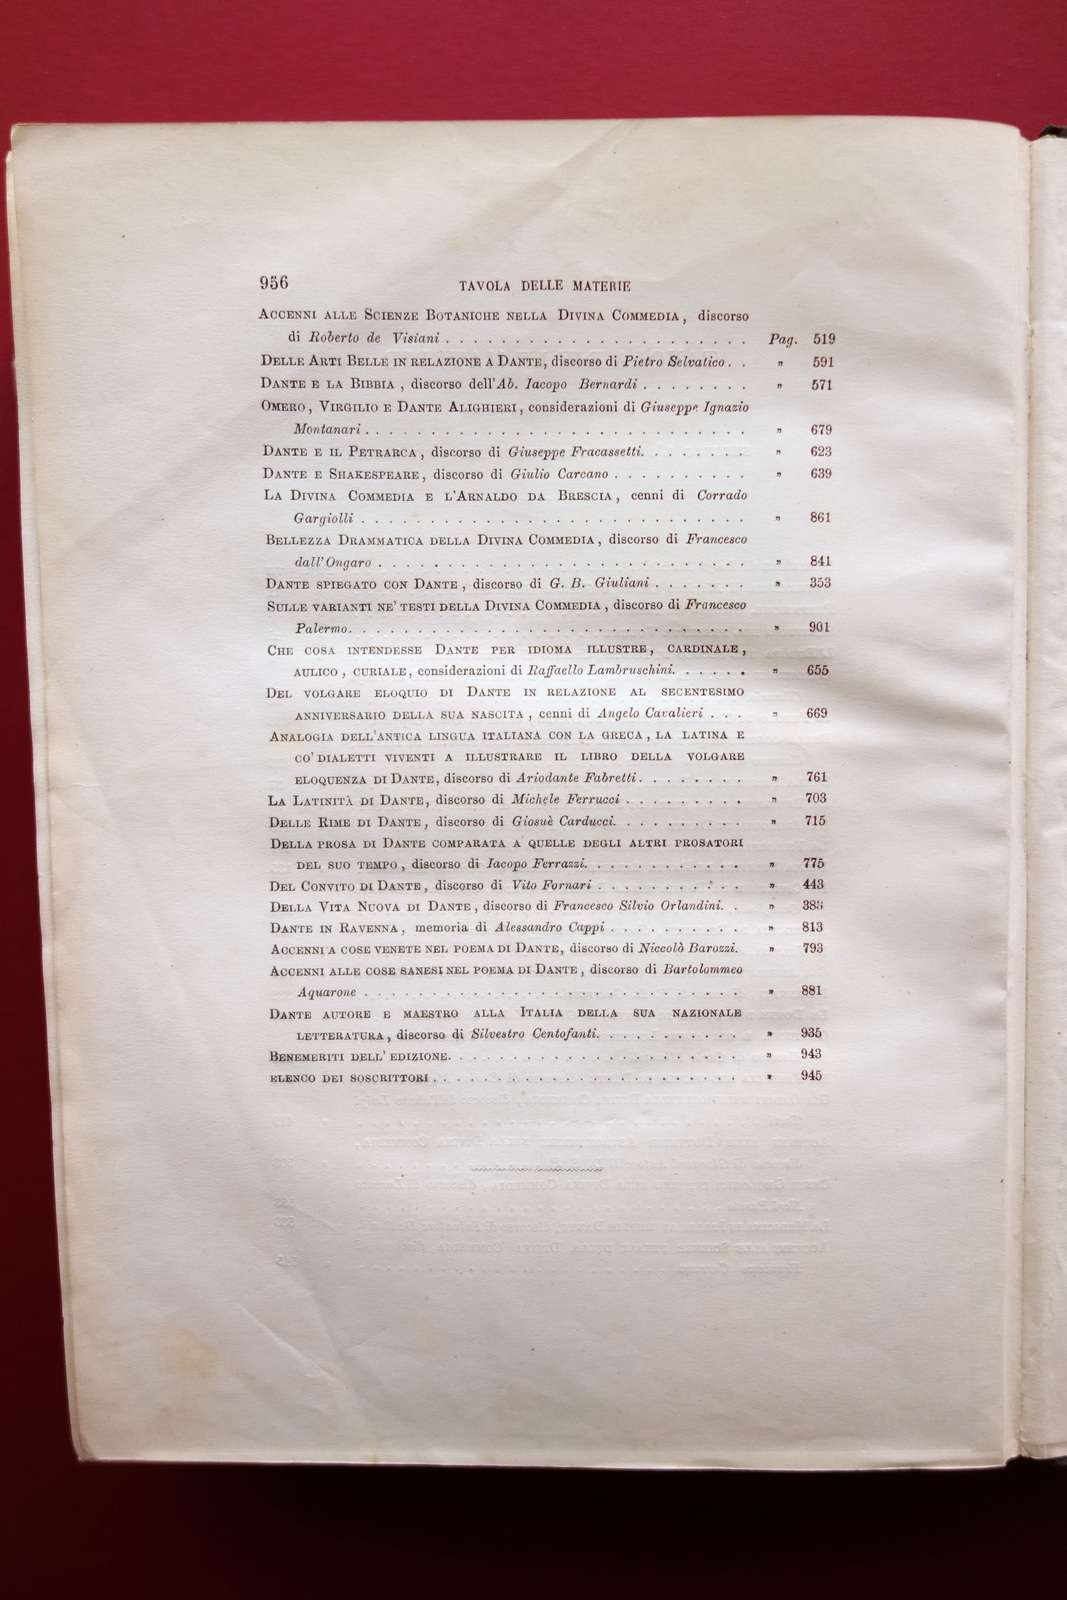 956 TAVOLA DELLE MATERIE
Accenni alle Scienze Botaniche nella Divina Commedia, discorso
di Roberto de Visiani . . . . . . . . . . . . . . . . . . . . . . . Pag. 519
Delle Arti Belle in relazione a Dante, discorso di Pietro Selvatico. . » 591
Dante e la Bibbia, discorso dell'Ab. Iacopo Bernardi . . . . . . . . » 571
Omero, Virgilio e Dante Alighieri, considerazioni di Giuseppe Ignazio
Montanari . . . . . . . . . . . . . . . . . . . . . . . . . . . . . » 679
Dante e il Petrarca, discorso di Giuseppe Fracassetti. . . . . . . . . » 623
Dante e Shakespeare, discorso di Giulio Carcano . . . . . . . . . . » 639
La Divina Commedia e l'Arnaldo da Brescia, cenni di Corrado
Gargiolli . . . . . . . . . . . . . . . . . . . . . . . . . . . . . » 861
Bellezza Drammatica della Divina Commedia, discorso di Francesco
dall'Ongaro . . . . . . . . . . . . . . . . . . . . . . . . . . . . » 841
Dante spiegato con Dante, discorso di G. B. Giuliani . . . . . . . » 353
Sulle varianti ne' testi della Divina Commedia, discorso di Francesco
Palermo. . . . . . . . . . . . . . . . . . . . . . . . . . . . . . » 901
Che cosa intendesse Dante per idioma illustre, cardinale,
aulico, curiale, considerazioni di Raffaello Lambruschini. . . . . . . » 655
Del volgare eloquio di Dante in relazione al secentesimo
anniversario della sua nascita, cenni di Angelo Cavalieri . . . » 669
Analogia dell'antica lingua italiana con la greca, la latina e
co' dialetti viventi a illustrare il libro della volgare
eloquenza di Dante, discorso di Ariodante Fabretti . . . . . . . . » 761
La Latinità di Dante, discorso di Michele Ferrucci . . . . . . . . . » 703
Delle Rime di Dante, discorso di Giosuè Carducci. . . . . . . . . . » 715
Della prosa di Dante comparata a quelle degli altri prosatori
del suo tempo, discorso di Iacopo Ferrazzi. . . . . . . . . . . . » 775
Del Convito di Dante, discorso di Vito Fornari . . . . . . . . . . . » 443
Della Vita Nuova di Dante, discorso di Francesco Silvio Orlandini. . »
Dante in Ravenna, memoria di Alessandro Cappi . . . . . . . . . . » 813
Accenni a cose venete nel poema di Dante, discorso di Niccolò Barozzi. » 793
Accenni alle cose sanesi nel poema di Dante, discorso di Bartolommeo
Aquarone . . . . . . . . . . . . . . . . . . . . . . . . . . . . . » 881
Dante autore e maestro alla Italia della sua nazionale
letteratura, discorso di Silvestro Centofanti. . . . . . . . . . . » 935
Benemeriti dell' edizione. . . . . . . . . . . . . . . . . . . . . . » 943
elenco dei soscrittori . . . . . . . . . . . . . . . . . . . . . . . » 945